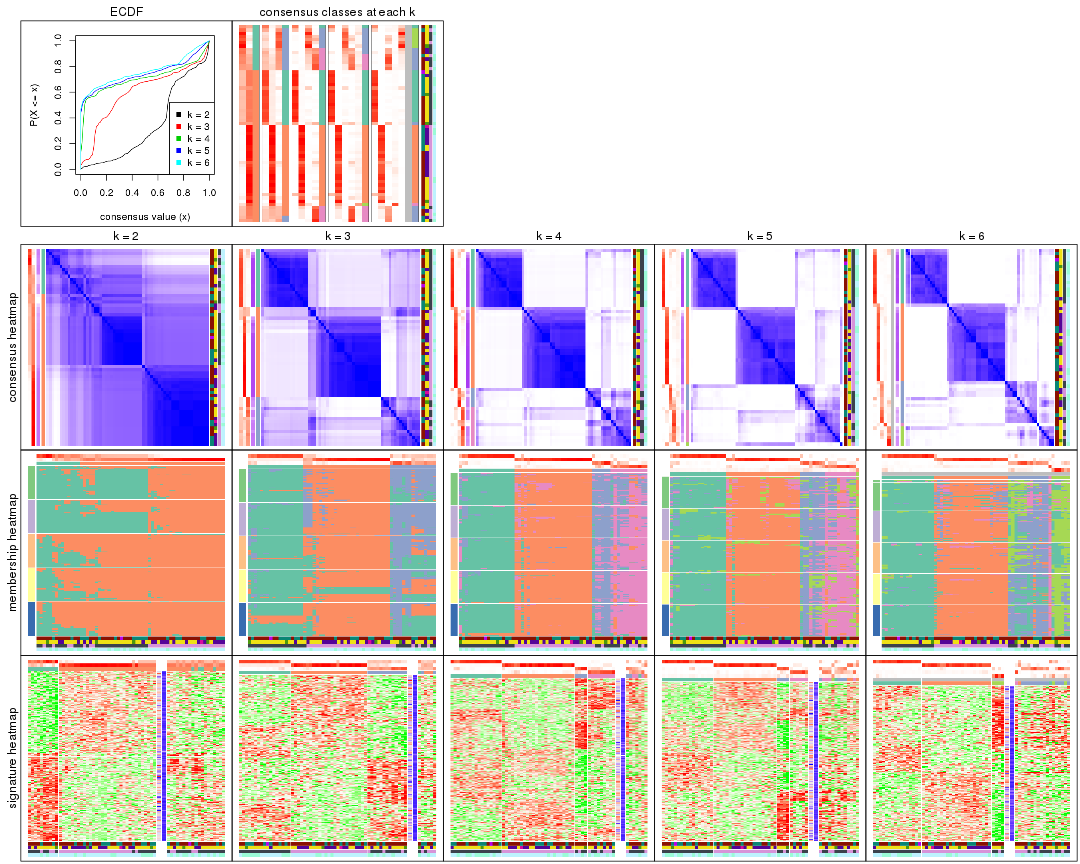 ECDF
consensus classes at each k
P(X <= x)
0.0 0.2 0.4 0.6 0.8 1.0
k = 2
k = 3
k = 4
k = 5
k = 6
0.0 0.2 0.4 0.6 0.8 1.0
consensus value (x)
k = 2 k = 3 k = 4 k = 5 k = 6
consensus heatmap
membership heatmap
signature heatmap